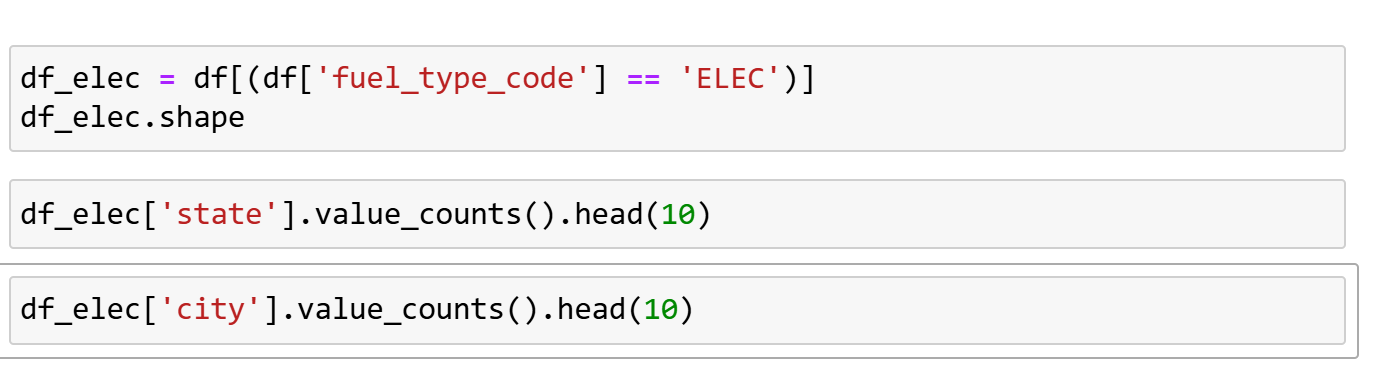 df_elec = df[(df['fuel_type_code'] == 'ELEC')]
df_elec.shape
df_elec['state'].value_counts().head(10)
df_elec['city'].value_counts().head(10)